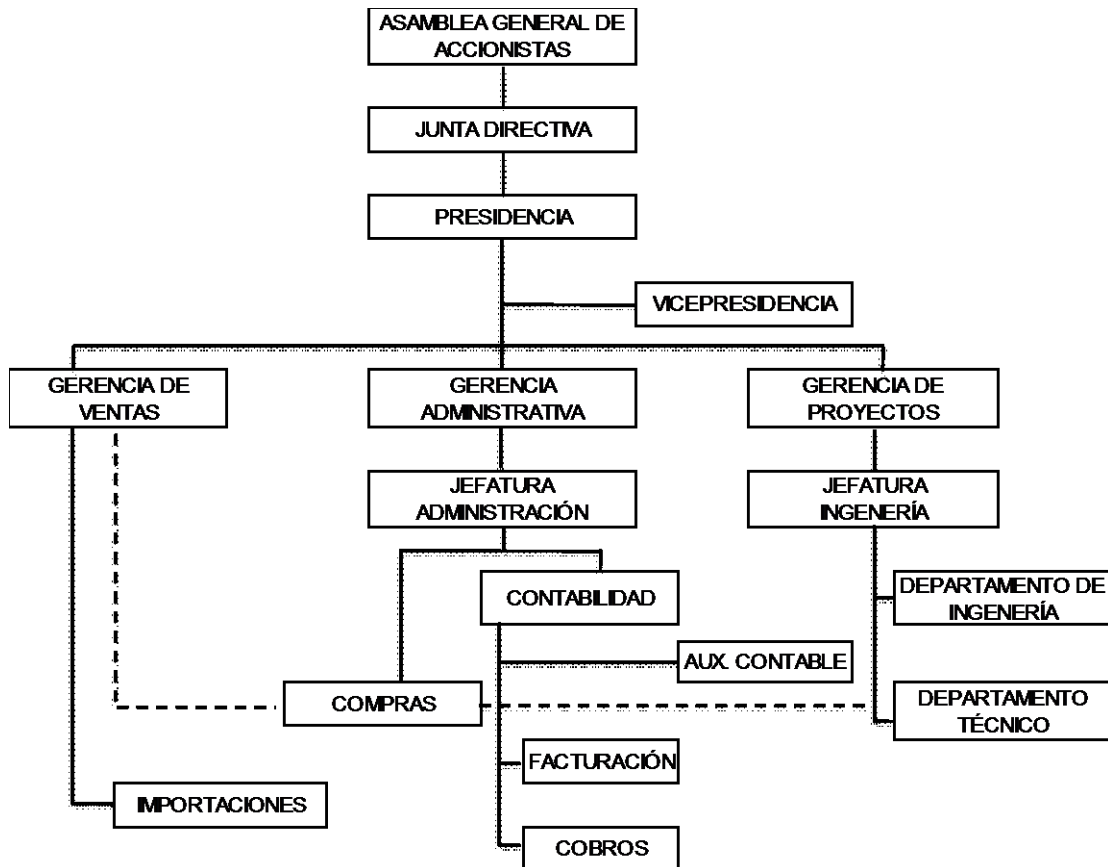 ASAMBLEA GENERAL DE
ACCIONISTAS
JUNTA DIRECTIVA
PRESIDENCIA
VICEPRESIDENCIA
GERENCIA DE
VENTAS
GERENCIA
ADMINISTRATIVA
GERENCIA DE
PROYECTOS
JEFATURA
ADMINISTRACIÓN
JEFATURA
INGENERÍA
CONTABILIDAD
DEPARTAMENTO DE
INGENERÍA
AUX. CONTABLE
COMPRAS
DEPARTAMENTO
TÉCNICO
FACTURACIÓN
IMPORTACIONES
COBROS